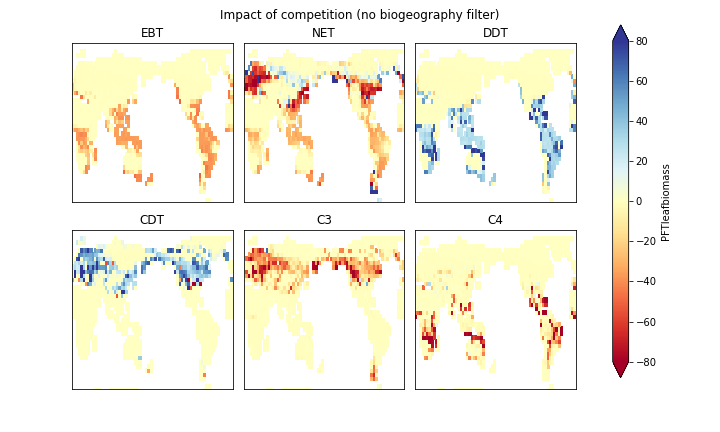 Impact of competition (no biogeography filter)
EBT
NET
DDT
CDT
C3
C4
80
60
40
20
0
−20
−40
−60
−80
PFTleafbiomass